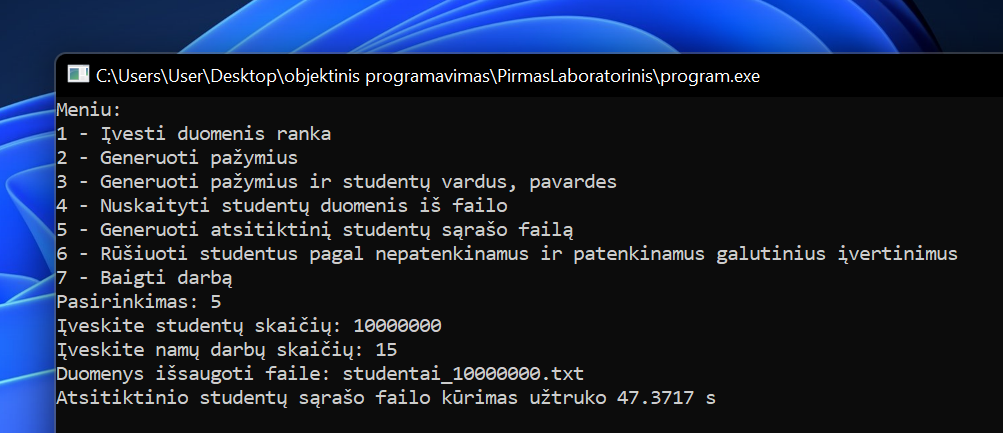 C:\Users\User\Desktop\objektinis programavimas\PirmasLaboratorinis\program.exe
Meniu:
1 - Įvesti duomenis ranka
2 - Generuoti pažymius
3 - Generuoti pažymius ir studentų vardus, pavardes
4 - Nuskaityti studentų duomenis iš failo
5 - Generuoti atsitiktinį studentų sąrašo failą
6 - Rūšiuoti studentus pagal nepatenkinamus ir patenkinamus galutinius įvertinimus
7 - Baigti darbą
Pasirinkimas: 5
Įveskite studentų skaičių: 10000000
Įveskite namų darbų skaičių: 15
Duomenys išsaugoti faile: studentai_10000000.txt
Atsitiktinio studentų sąrašo failo kūrimas užtruko 47.3717 s